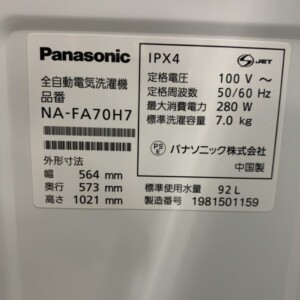 Panasonic
全自動電気洗濯機
品番
NA-FA70H7
外形寸法
幅 564 mm
奥行 573 mm
高さ 1021 mm
IPX4
S JET
定格電圧 100 V ～
定格周波数 50/60 Hz
最大消費電力 280 W
標準洗濯容量 7.0 kg
PS E パナソニック株式会社
中国製
標準使用水量 92 L
製造番号 1981501159